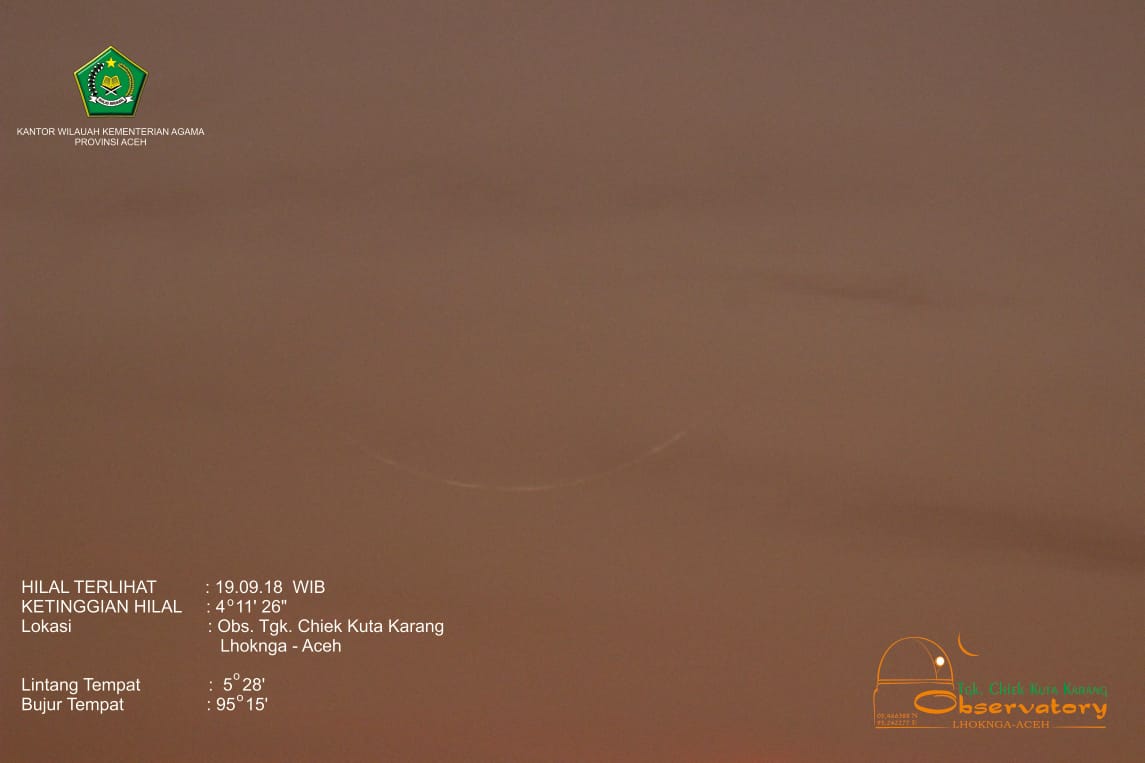 KANTOR WILAUAH KEMENTERIAN AGAMA
PROVINSI ACEH
HILAL TERLIHAT : 19.09.18 WIB
KETINGGIAN HILAL : 4°11' 26"
Lokasi : Obs. Tgk. Chiek Kuta Karang
Lhoknga - Aceh
Lintang Tempat : 5°28'
Bujur Tempat : 95°15'
Tgk. Chiek Kuta Karang
Observatory
LHOKNGA-ACEH